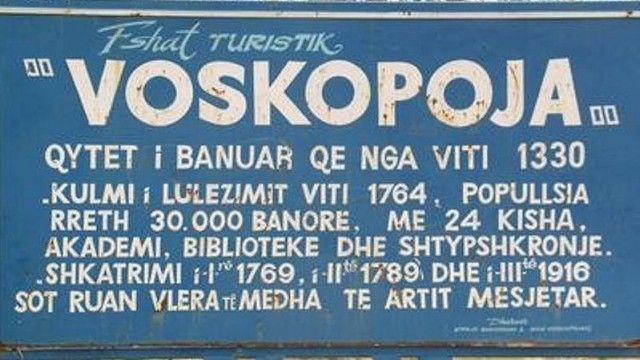 Fshat TURISTIK
"VOSKOPOJA"
QYTET i BANUAR QE NGA VITI 1330
.KULMI i LULEZIMIT VITI 1764, POPULLSIA
RRETH 30.000 BANORE, ME 24 KISHA,
AKADEMI, BIBLIOTEKE DHE SHTYPSHKRONJE.
.SHKATRIMI i-I rë 1769, i-II të 1789 DHE i-III të 1916
SOT RUAN VLERA të MEDHA TE ARTIT MESJETAR.